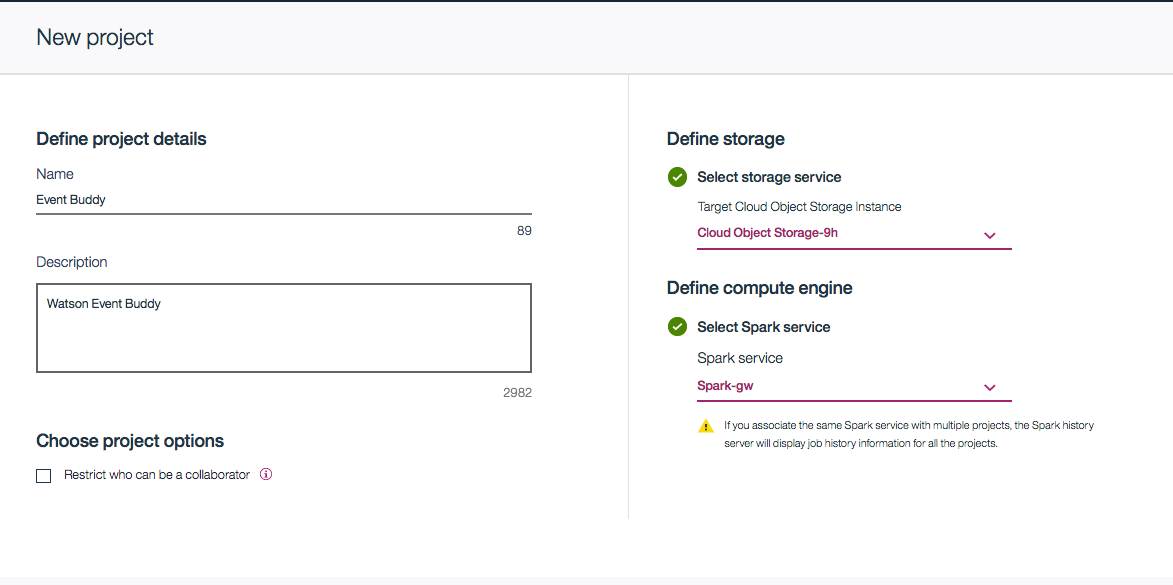 New project
Define project details
Name
Event Buddy
89
Description
Watson Event Buddy
2982
Choose project options
Restrict who can be a collaborator
Define storage
Select storage service
Target Cloud Object Storage Instance
Cloud Object Storage-9h
Define compute engine
Select Spark service
Spark service
Spark-gw
If you associate the same Spark service with multiple projects, the Spark history
server will display job history information for all the projects.